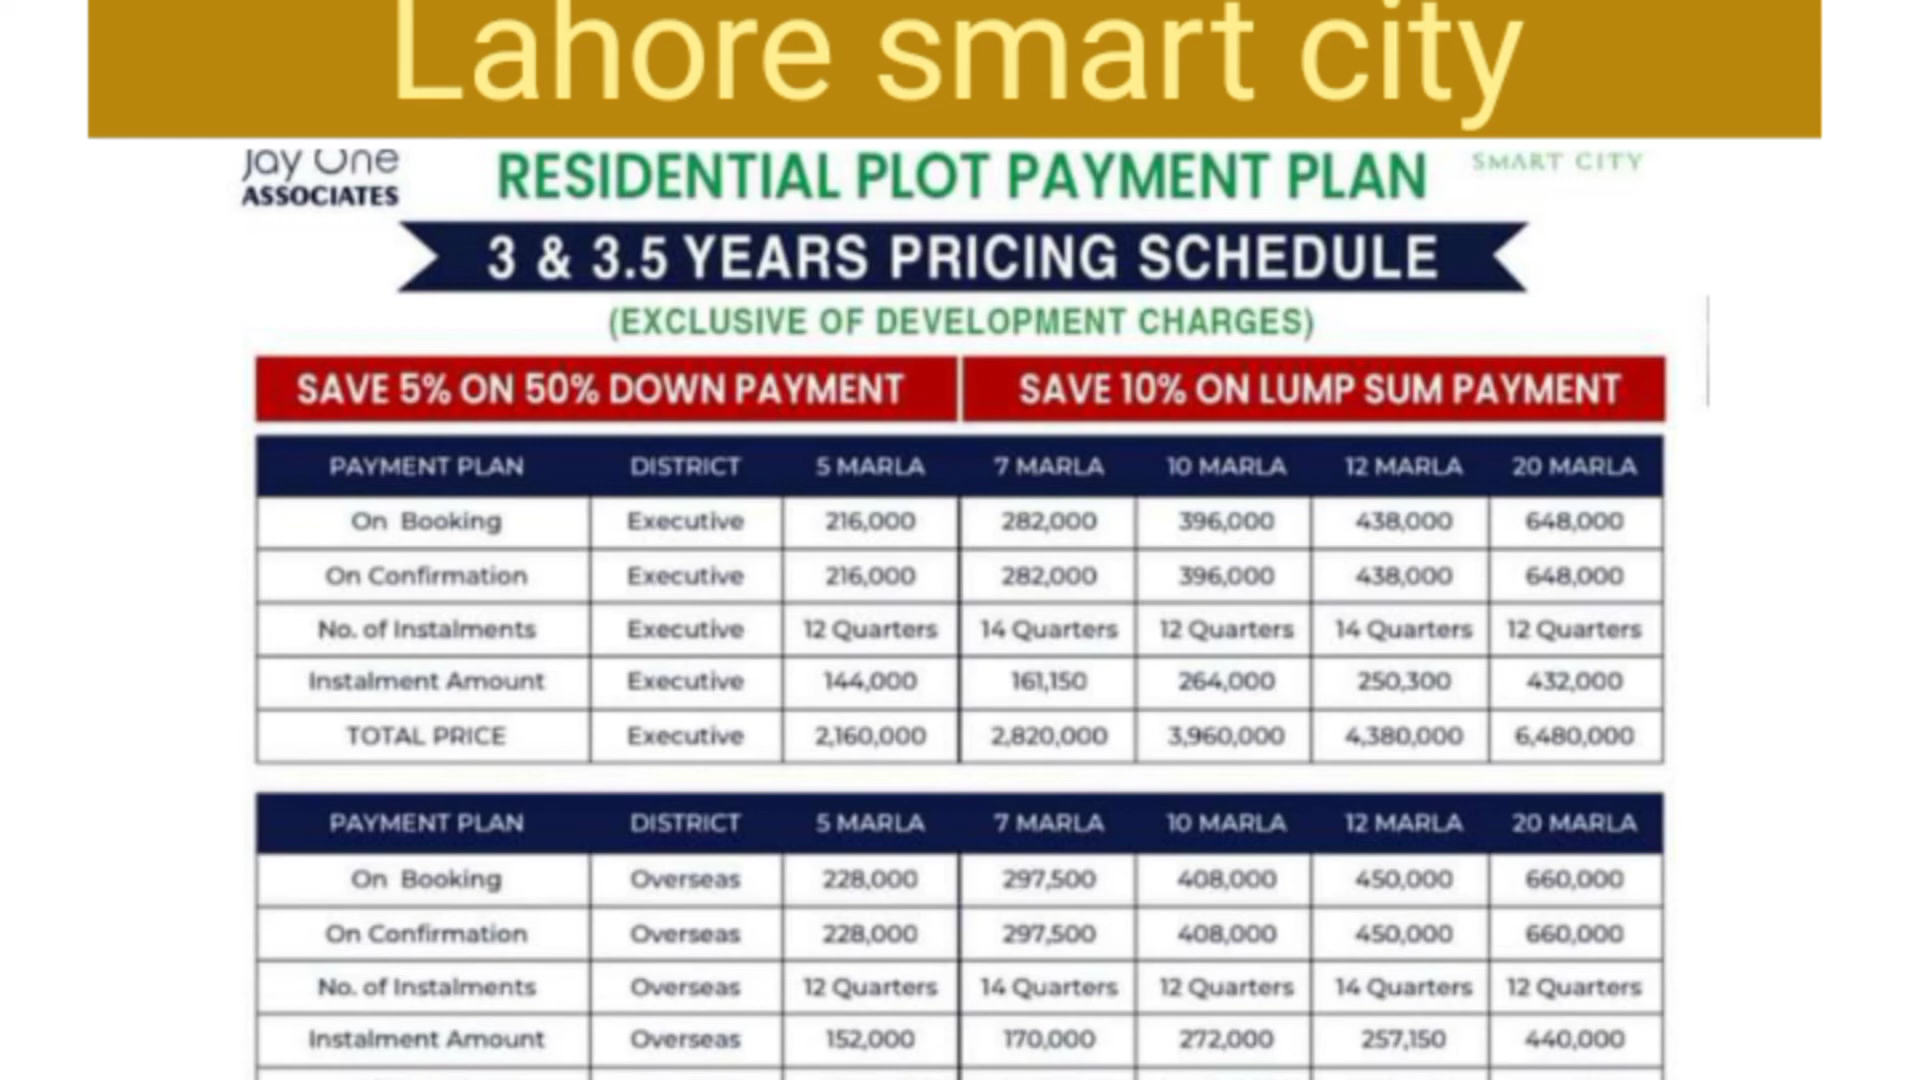 Lahore smart city
Jay One
ASSOCIATES
RESIDENTIAL PLOT PAYMENT PLAN
SMART CITY
3 & 3.5 YEARS PRICING SCHEDULE
(EXCLUSIVE OF DEVELOPMENT CHARGES)
SAVE 5% ON 50% DOWN PAYMENT
SAVE 10% ON LUMP SUM PAYMENT
PAYMENT PLAN DISTRICT 5 MARLA 7 MARLA 10 MARLA 12 MARLA 20 MARLA
On Booking Executive 216,000 282,000 396,000 438,000 648,000
On Confirmation Executive 216,000 282,000 396,000 438,000 648,000
No. of Instalments Executive 12 Quarters 14 Quarters 12 Quarters 14 Quarters 12 Quarters
Instalment Amount Executive 144,000 161,150 264,000 250,300 432,000
TOTAL PRICE Executive 2,160,000 2,820,000 3,960,000 4,380,000 6,480,000
PAYMENT PLAN DISTRICT 5 MARLA 7 MARLA 10 MARLA 12 MARLA 20 MARLA
On Booking Overseas 228,000 297,500 408,000 450,000 660,000
On Confirmation Overseas 228,000 297,500 408,000 450,000 660,000
No. of Instalments Overseas 12 Quarters 14 Quarters 12 Quarters 14 Quarters 12 Quarters
Instalment Amount Overseas 152,000 170,000 272,000 257,150 440,000